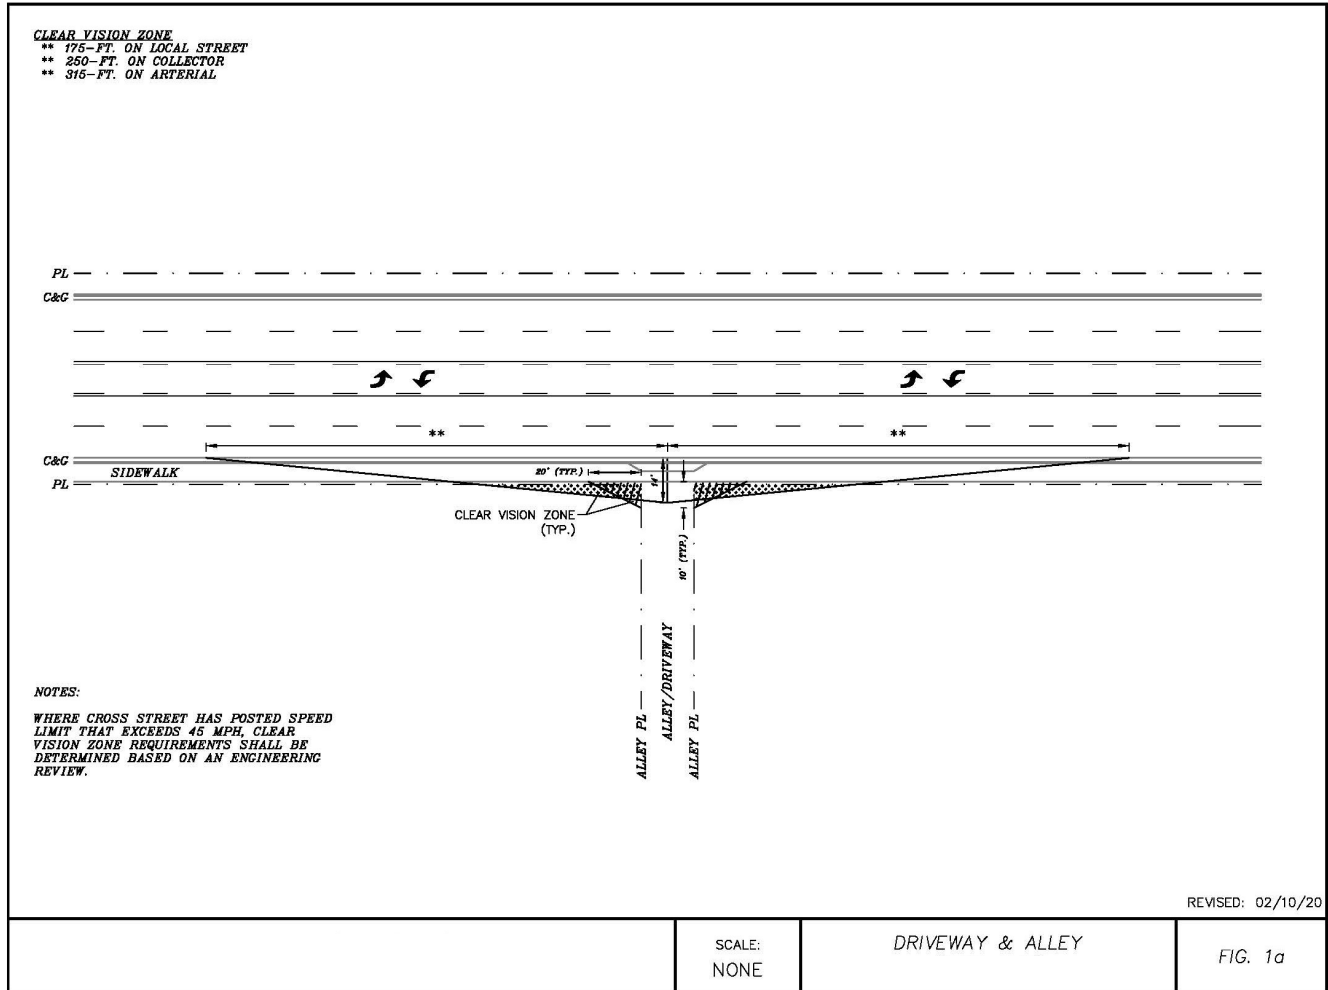 CLEAR VISION ZONE
** 175-FT. ON LOCAL STREET
** 250-FT. ON COLLECTOR
** 315-FT. ON ARTERIAL
PL
C&G
**
**
C&G
SIDEWALK
PL
20' (TYP.)
14'
CLEAR VISION ZONE
(TYP.)
10' (TYP.)
ALLEY PL
ALLEY/DRIVEWAY
ALLEY PL
NOTES:
WHERE CROSS STREET HAS POSTED SPEED
LIMIT THAT EXCEEDS 45 MPH, CLEAR
VISION ZONE REQUIREMENTS SHALL BE
DETERMINED BASED ON AN ENGINEERING
REVIEW.
REVISED: 02/10/20
SCALE:
NONE
DRIVEWAY & ALLEY
FIG. 1a